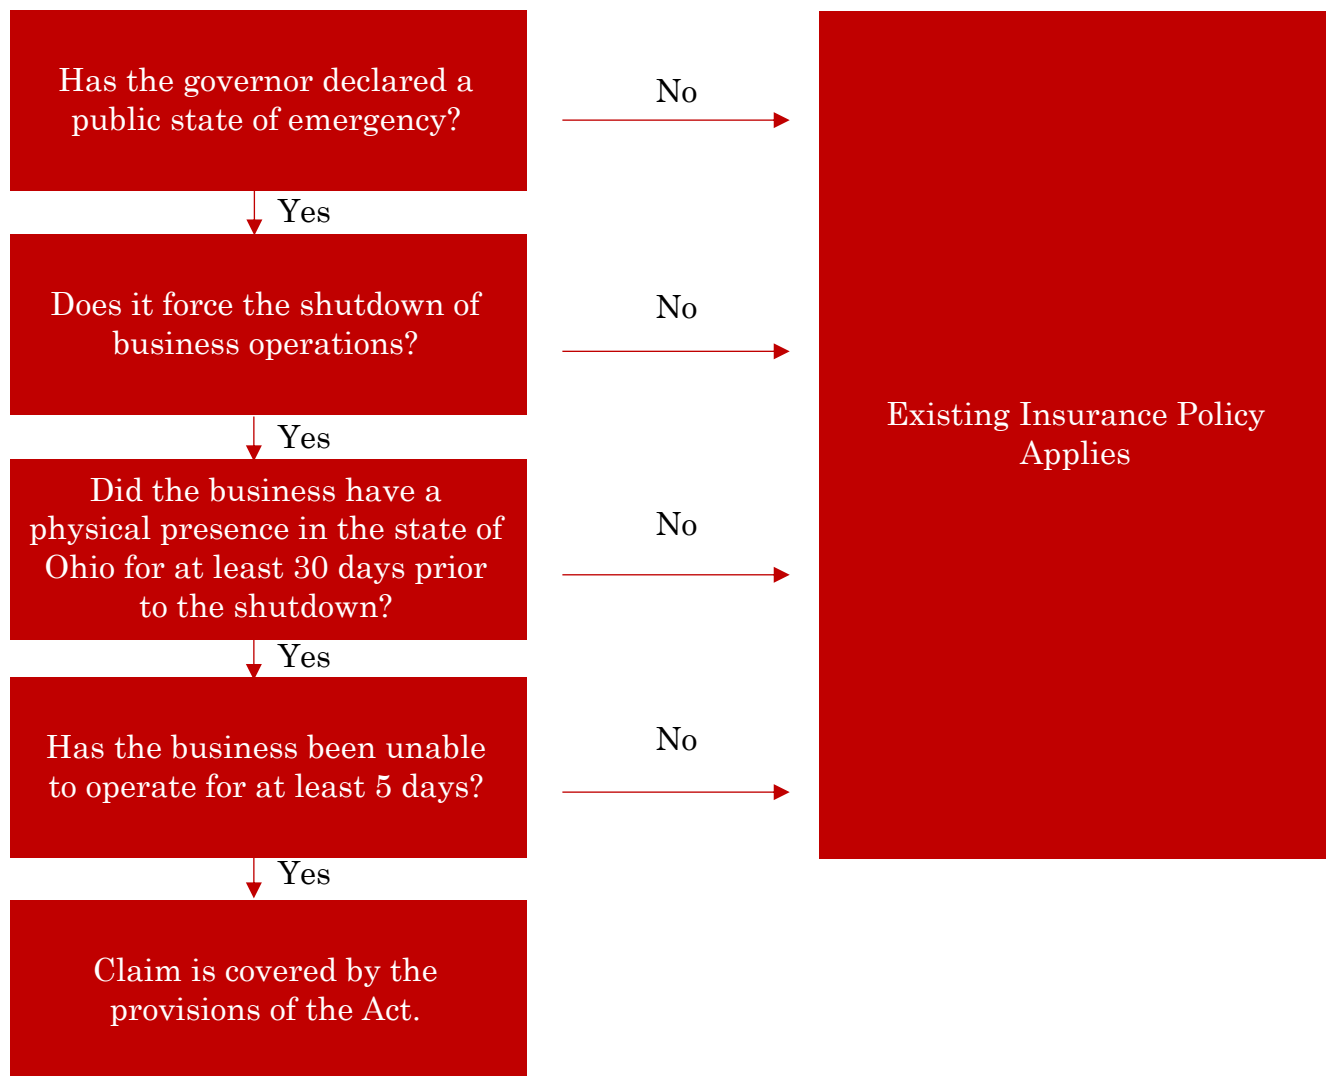 Has the governor declared a
public state of emergency?
No
Yes
Does it force the shutdown of
business operations?
No
Yes
Did the business have a
physical presence in the state of
Ohio for at least 30 days prior
to the shutdown?
No
Yes
Has the business been unable
to operate for at least 5 days?
No
Yes
Claim is covered by the
provisions of the Act.
Existing Insurance Policy
Applies